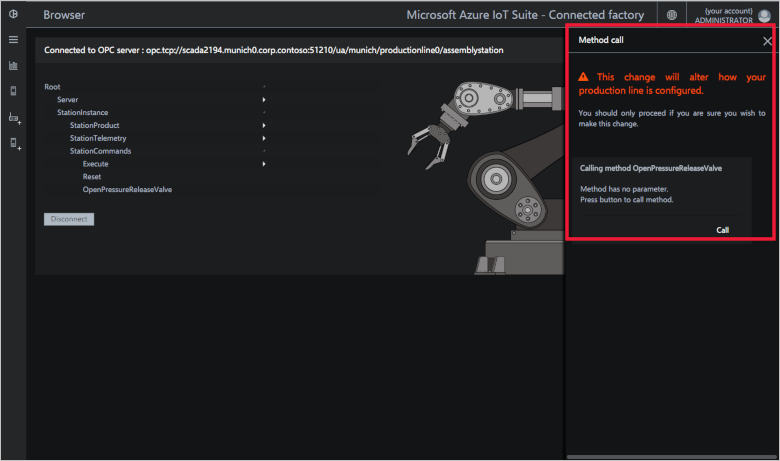 Browser
Microsoft Azure IoT Suite - Connected factory
(your account)
ADMINISTRATOR
Connected to OPC server : opc.tcp://scada2194.munich0.corp.contoso:51210/ua/munich/productionline0/assemblystation
Root
Server
StationInstance
StationProduct
StationTelemetry
StationCommands
Execute
Reset
OpenPressureReleaseValve
Disconnect
Method call
This change will alter how your
production line is configured.
You should only proceed if you are sure you wish to
make this change.
Calling method OpenPressureReleaseValve
Method has no parameter.
Press button to call method.
Call